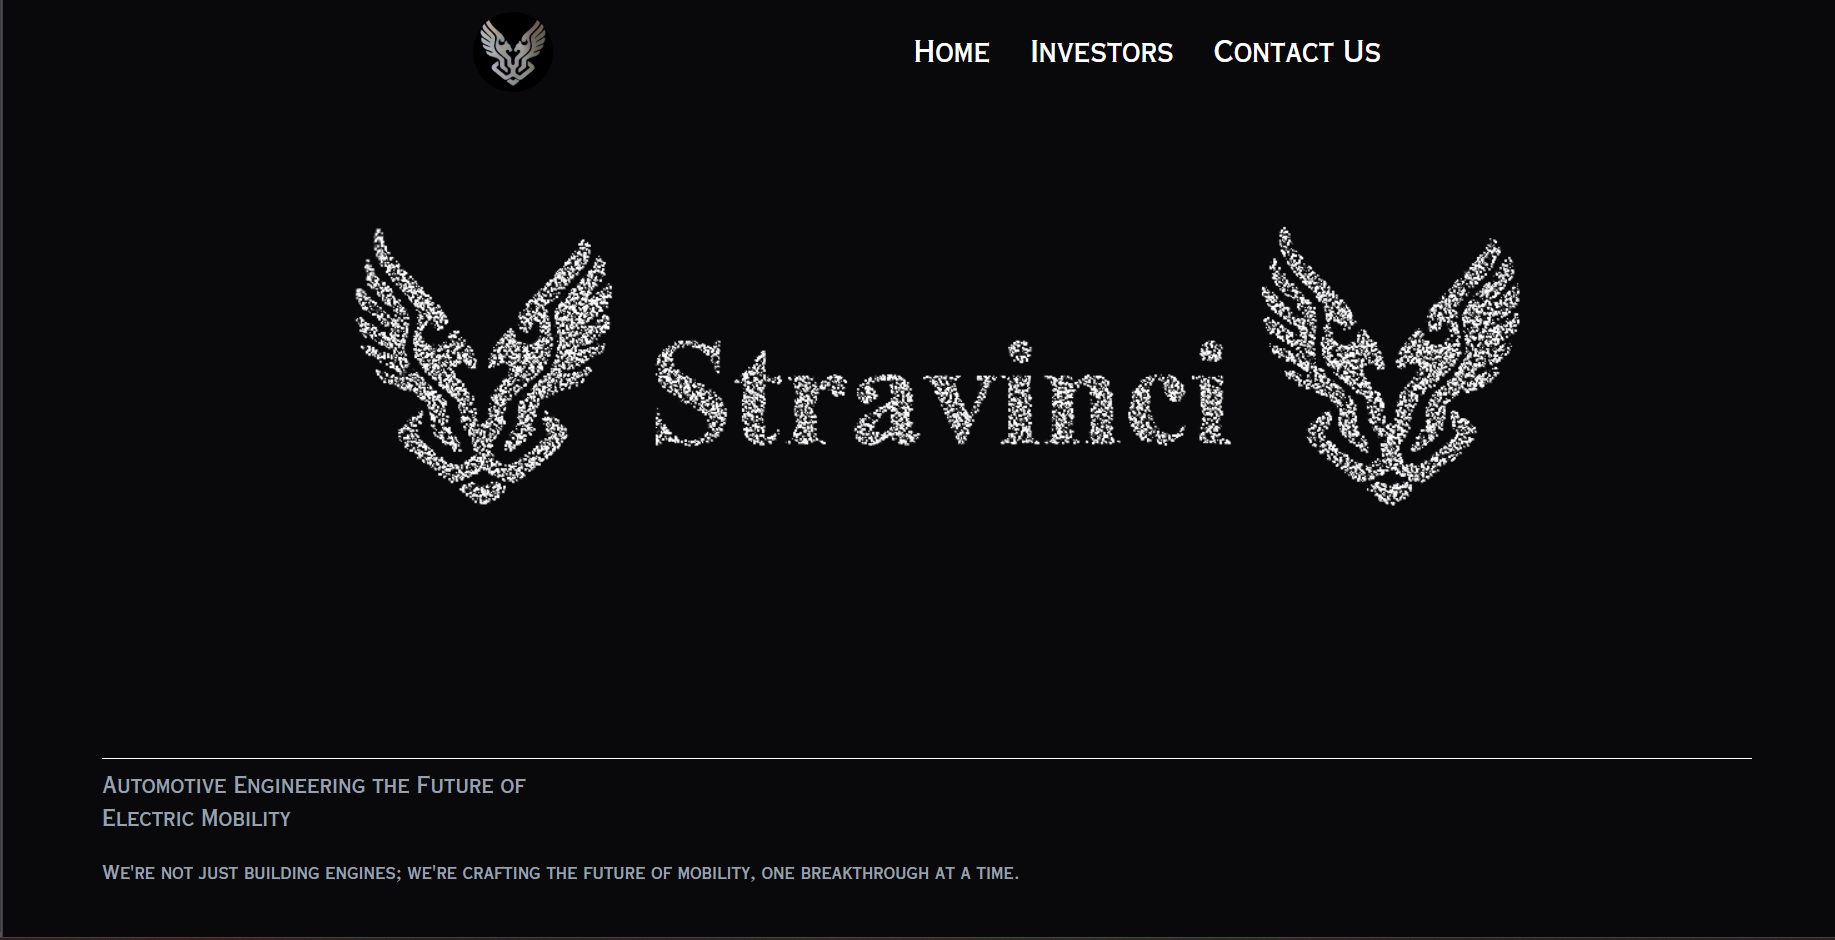 Home Investors Contact Us
Stravinci
Automotive Engineering the Future of
Electric Mobility
We're not just building engines; we're crafting the future of mobility, one breakthrough at a time.